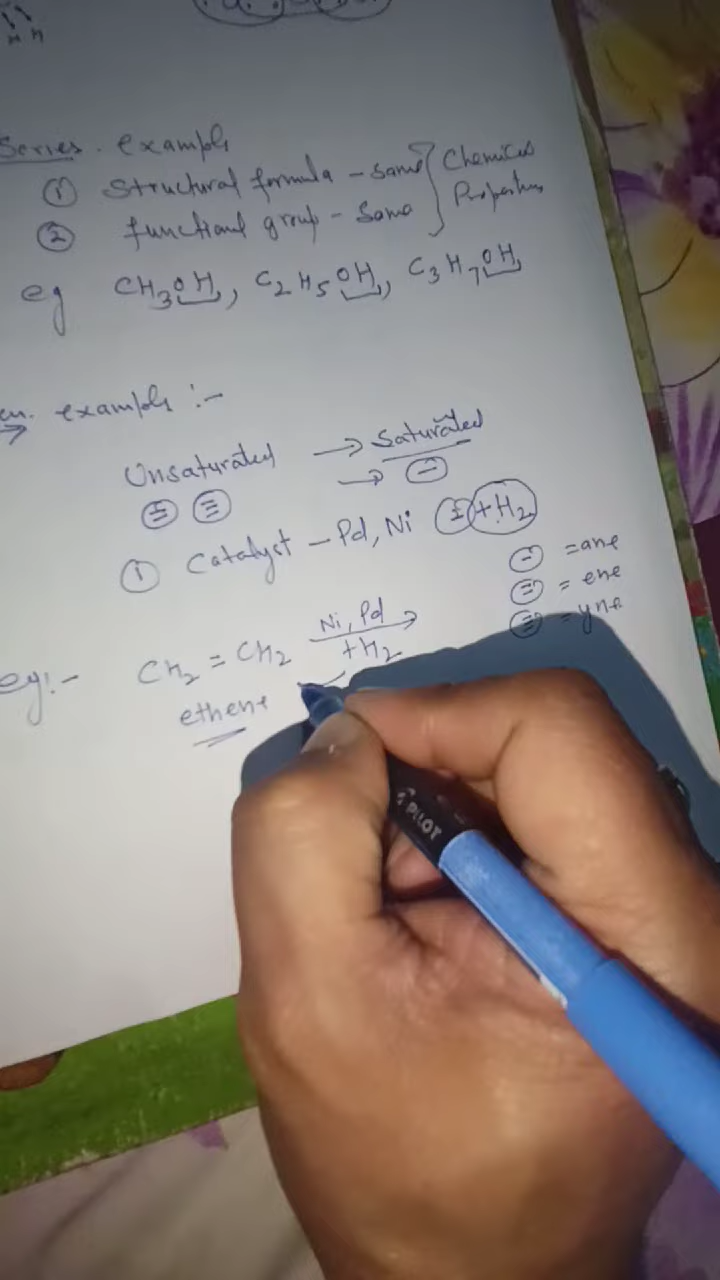 H H
Series. example
① Structural formula - same } Chemical
② functional group - Same } Properties
eg CH₃OH, C₂H₅OH, C₃H₇OH
example :-
Unsaturated → Saturated
= ≡ → -
① Catalyst - Pd, Ni = +H₂
- = ane
= = ene
≡ = yne
eg:- CH₂ = CH₂ Ni, Pd →
+H₂
ethene
PILOT